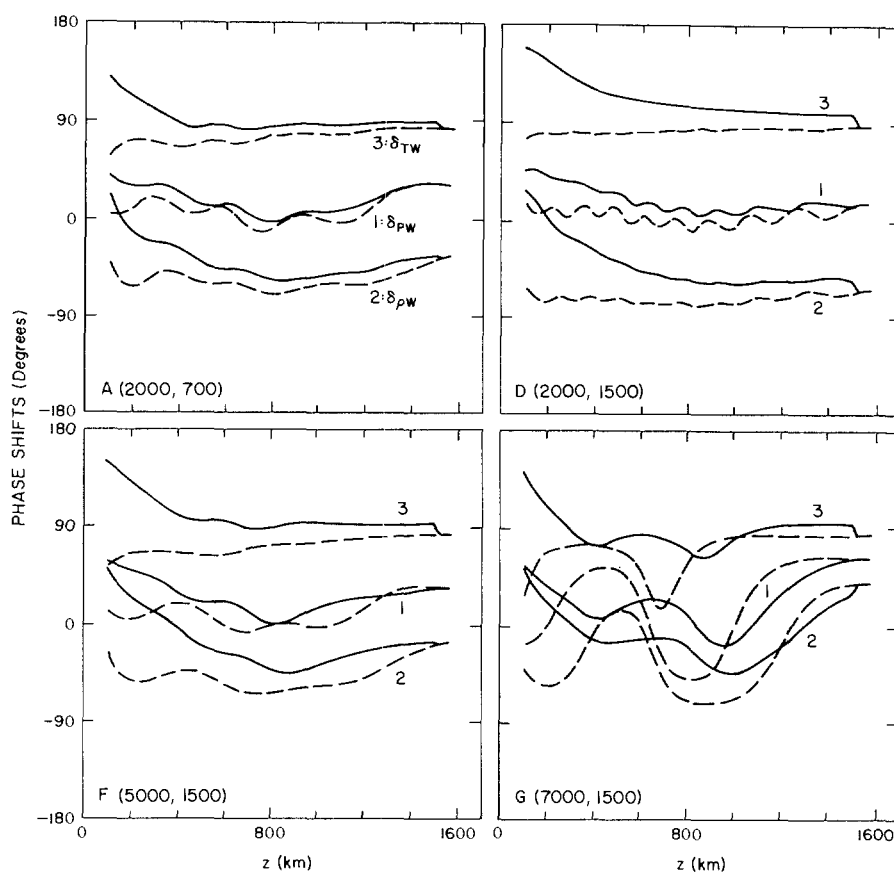 180
90
0
-90
-180
3
3:δTW
1:δPW
2:δρW
A (2000, 700)
3
1
2
D (2000, 1500)
PHASE SHIFTS (Degrees)
180
90
0
-90
-180
3
1
2
F (5000, 1500)
3
1
2
G (7000, 1500)
0
800
1600
0
800
1600
z (km)
z (km)